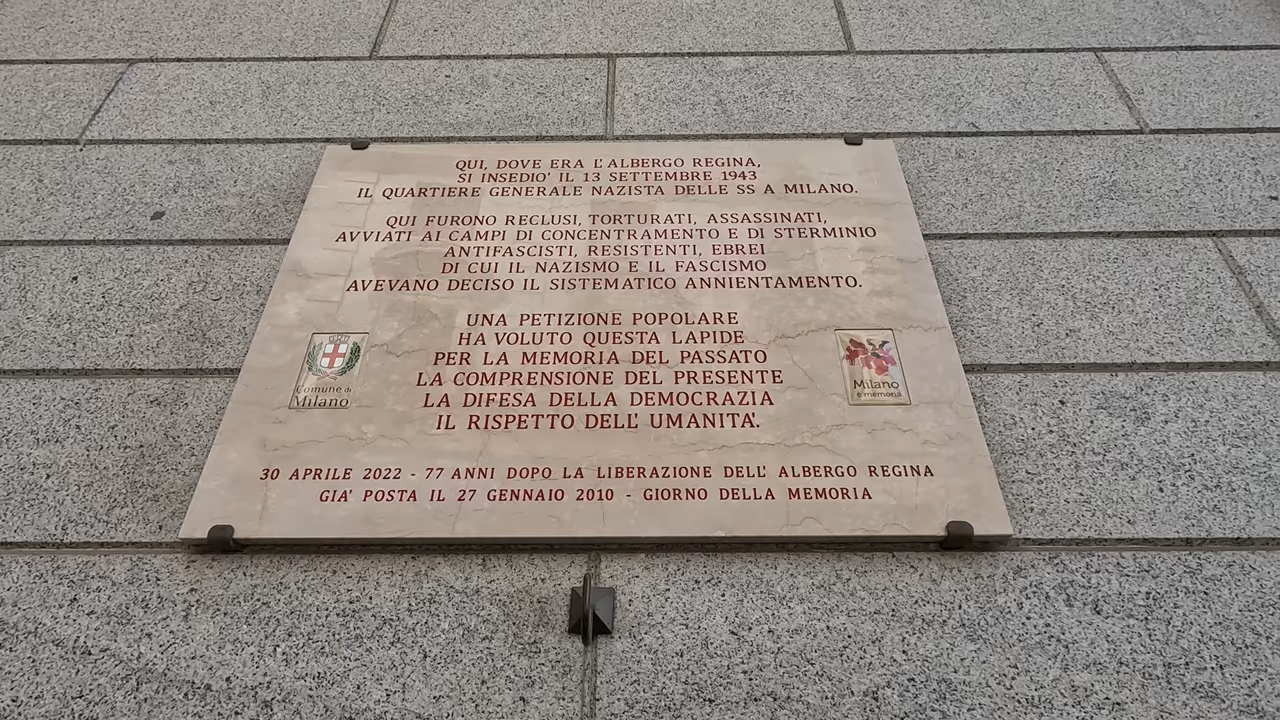 QUI, DOVE ERA L'ALBERGO REGINA,
SI INSEDIO' IL 13 SETTEMBRE 1943
IL QUARTIERE GENERALE NAZISTA DELLE SS A MILANO.
QUI FURONO RECLUSI, TORTURATI, ASSASSINATI,
AVVIATI AI CAMPI DI CONCENTRAMENTO E DI STERMINIO
ANTIFASCISTI, RESISTENTI, EBREI
DI CUI IL NAZISMO E IL FASCISMO
AVEVANO DECISO IL SISTEMATICO ANNIENTAMENTO.
UNA PETIZIONE POPOLARE
HA VOLUTO QUESTA LAPIDE
PER LA MEMORIA DEL PASSATO
LA COMPRENSIONE DEL PRESENTE
LA DIFESA DELLA DEMOCRAZIA
IL RISPETTO DELL' UMANITA'.
Comune di
Milano
Milano
è memoria
30 APRILE 2022 - 77 ANNI DOPO LA LIBERAZIONE DELL' ALBERGO REGINA
GIA' POSTA IL 27 GENNAIO 2010 - GIORNO DELLA MEMORIA